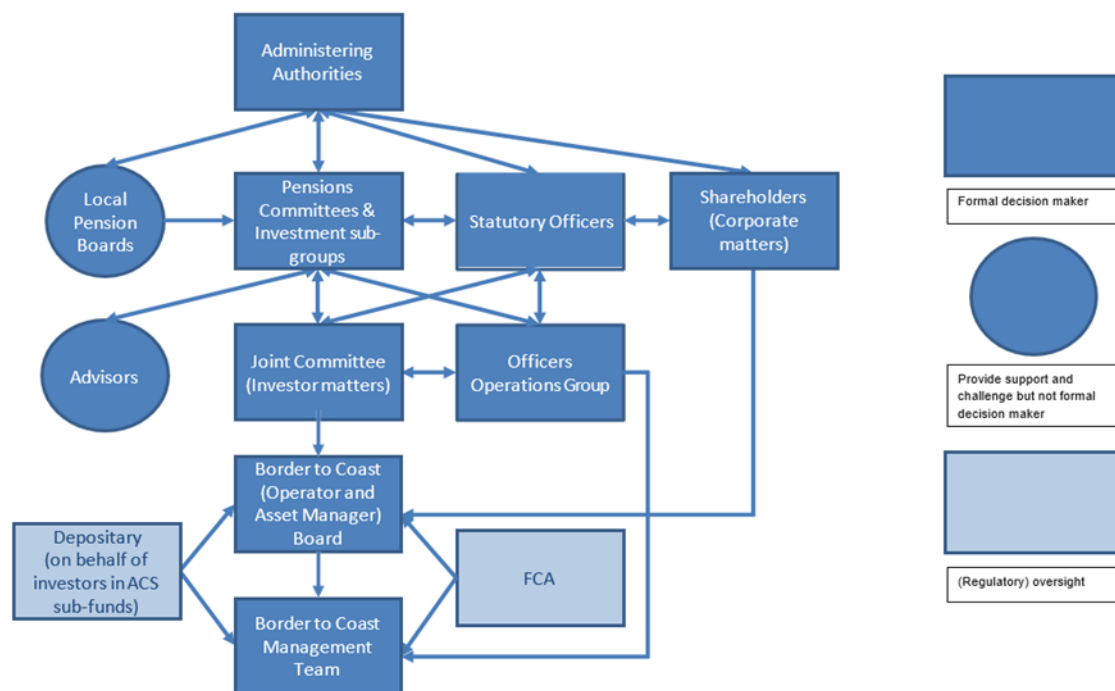 Administering
Authorities
Local
Pension
Boards
Pensions
Committees &
Investment sub-
groups
Statutory Officers
Shareholders
(Corporate
matters)
Formal decision maker
Advisors
Joint Committee
(Investor matters)
Officers
Operations Group
Provide support and
challenge but not formal
decision maker
Border to Coast
(Operator and
Asset Manager)
Board
Depositary
(on behalf of
investors in ACS
sub-funds)
FCA
(Regulatory) oversight
Border to Coast
Management
Team